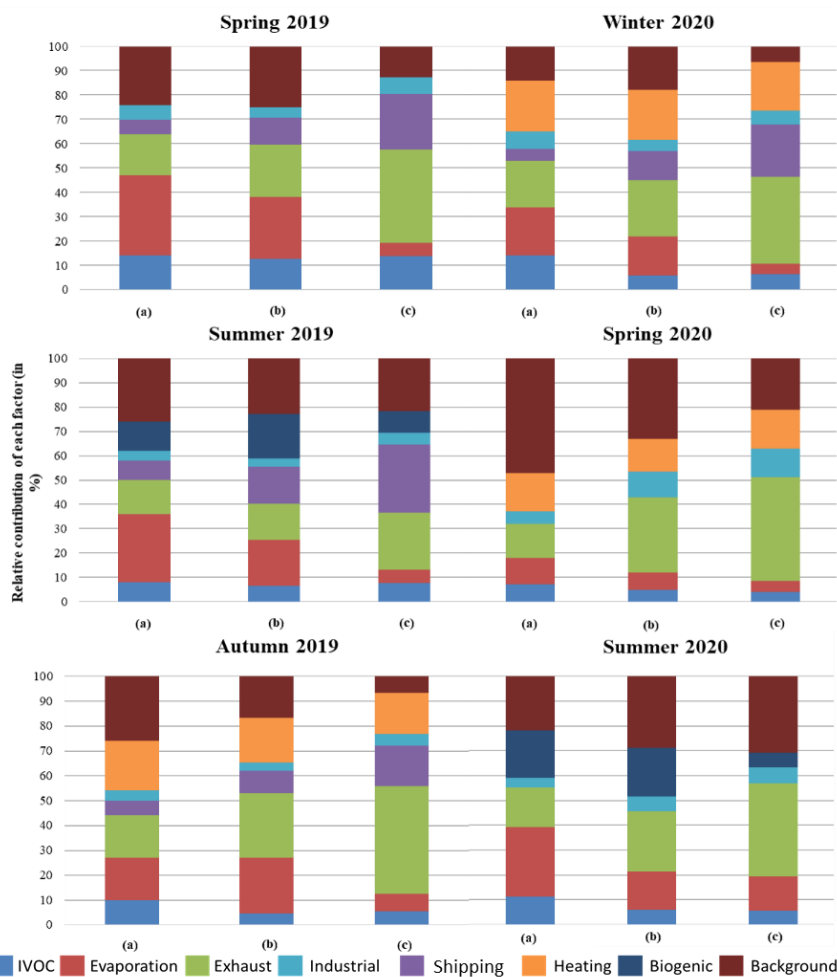 Spring 2019
Winter 2020
100
90
80
70
60
50
40
30
20
10
0
(a)
(b)
(c)
(a)
(b)
(c)
Summer 2019
Spring 2020
Relative contribution of each factor (in
%)
100
90
80
70
60
50
40
30
20
10
0
(a)
(b)
(c)
(a)
(b)
(c)
Autumn 2019
Summer 2020
100
90
80
70
60
50
40
30
20
10
0
(a)
(b)
(c)
(a)
(b)
(c)
IVOC Evaporation Exhaust Industrial Shipping Heating Biogenic Background